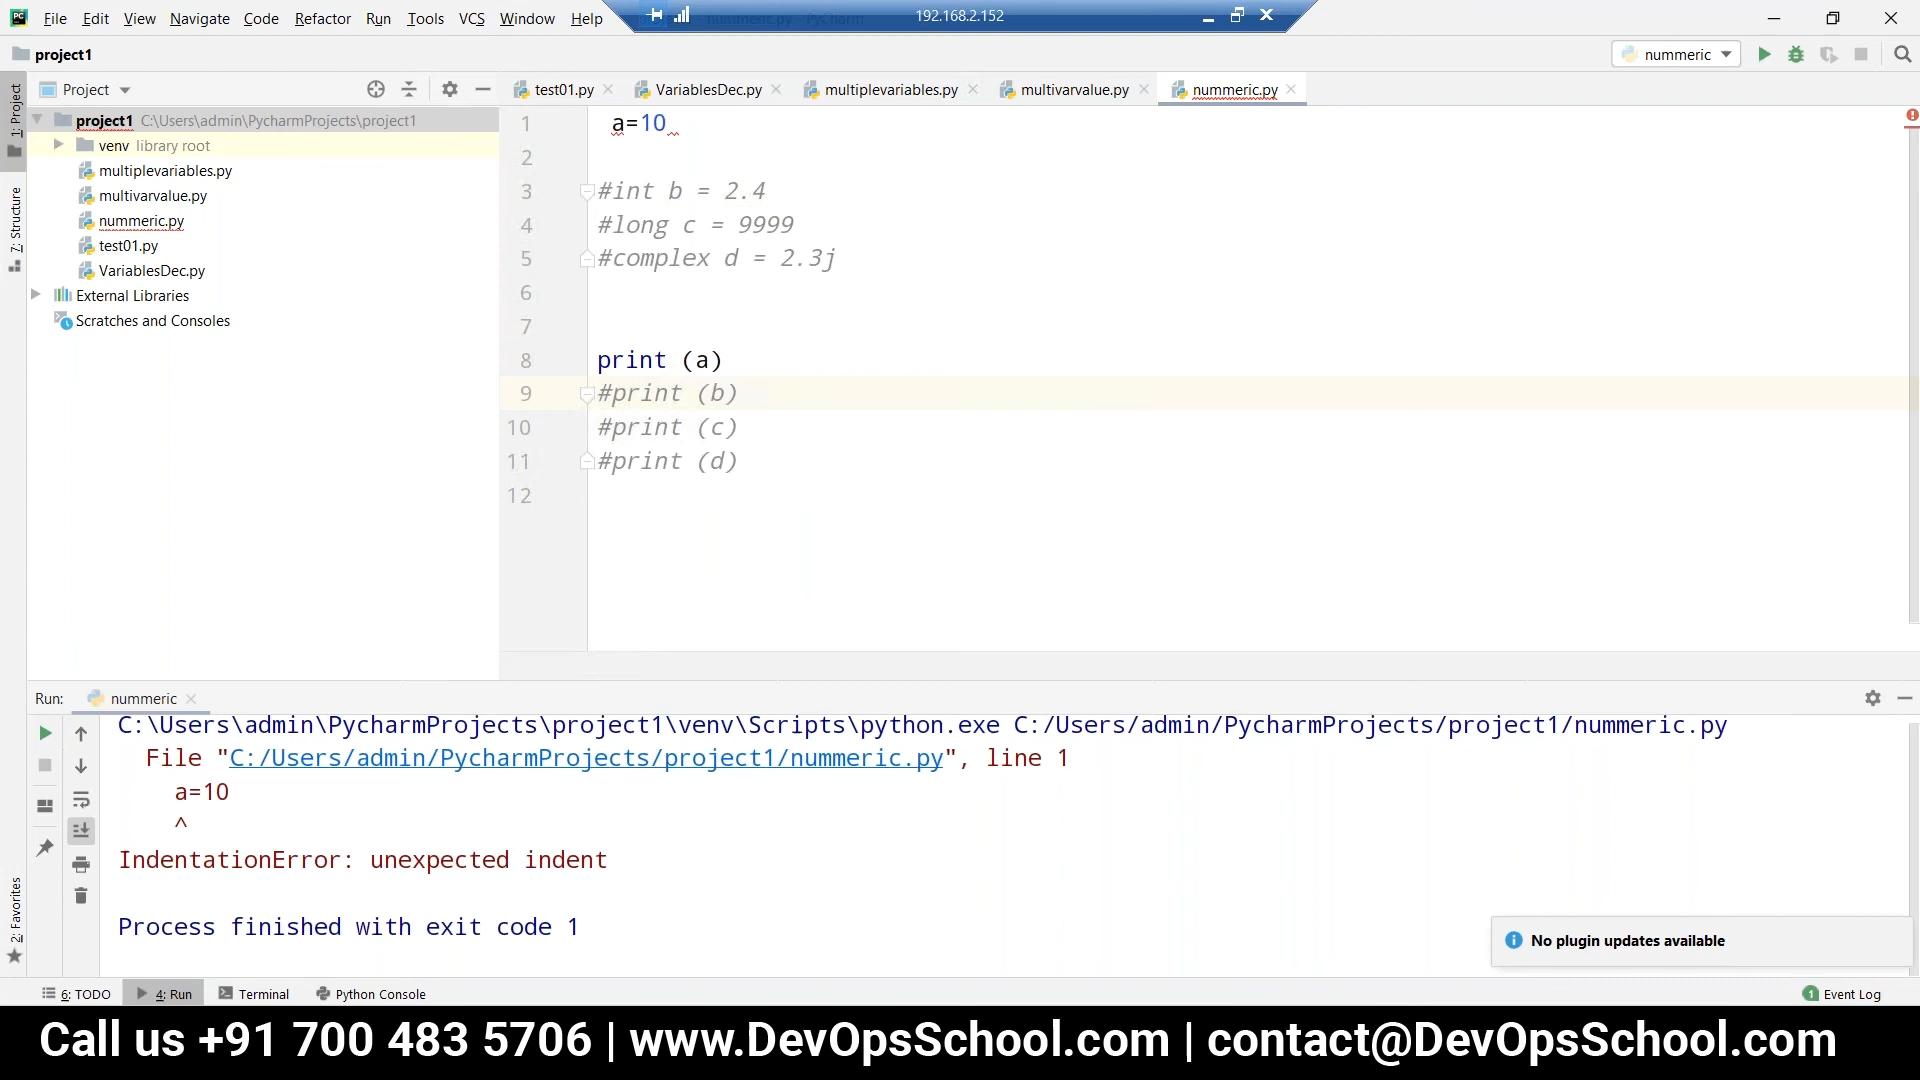 File Edit View Navigate Code Refactor Run Tools VCS Window Help
192.168.2.152
project1
nummeric
1: Project
Project
test01.py
VariablesDec.py
multiplevariables.py
multivarvalue.py
nummeric.py
project1 C:\Users\admin\PycharmProjects\project1
venv library root
multiplevariables.py
multivarvalue.py
nummeric.py
test01.py
VariablesDec.py
External Libraries
Scratches and Consoles
7: Structure
1 a=10
2
3 #int b = 2.4
4 #long c = 9999
5 #complex d = 2.3j
6
7
8 print (a)
9 #print (b)
10 #print (c)
11 #print (d)
12
Run: nummeric
C:\Users\admin\PycharmProjects\project1\venv\Scripts\python.exe C:/Users/admin/PycharmProjects/project1/nummeric.py
File "C:/Users/admin/PycharmProjects/project1/nummeric.py", line 1
a=10
^
IndentationError: unexpected indent
Process finished with exit code 1
2: Favorites
No plugin updates available
6: TODO 4: Run Terminal Python Console
1 Event Log
Call us +91 700 483 5706 | www.DevOpsSchool.com | contact@DevOpsSchool.com